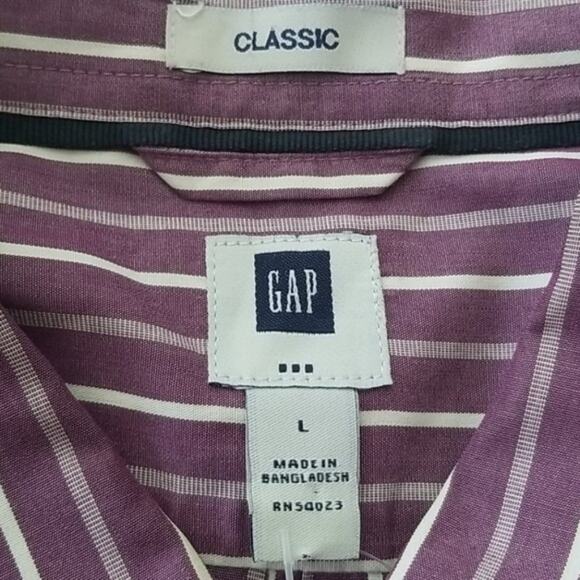 CLASSIC
GAP
L
MADE IN
BANGLADESH
RN54023